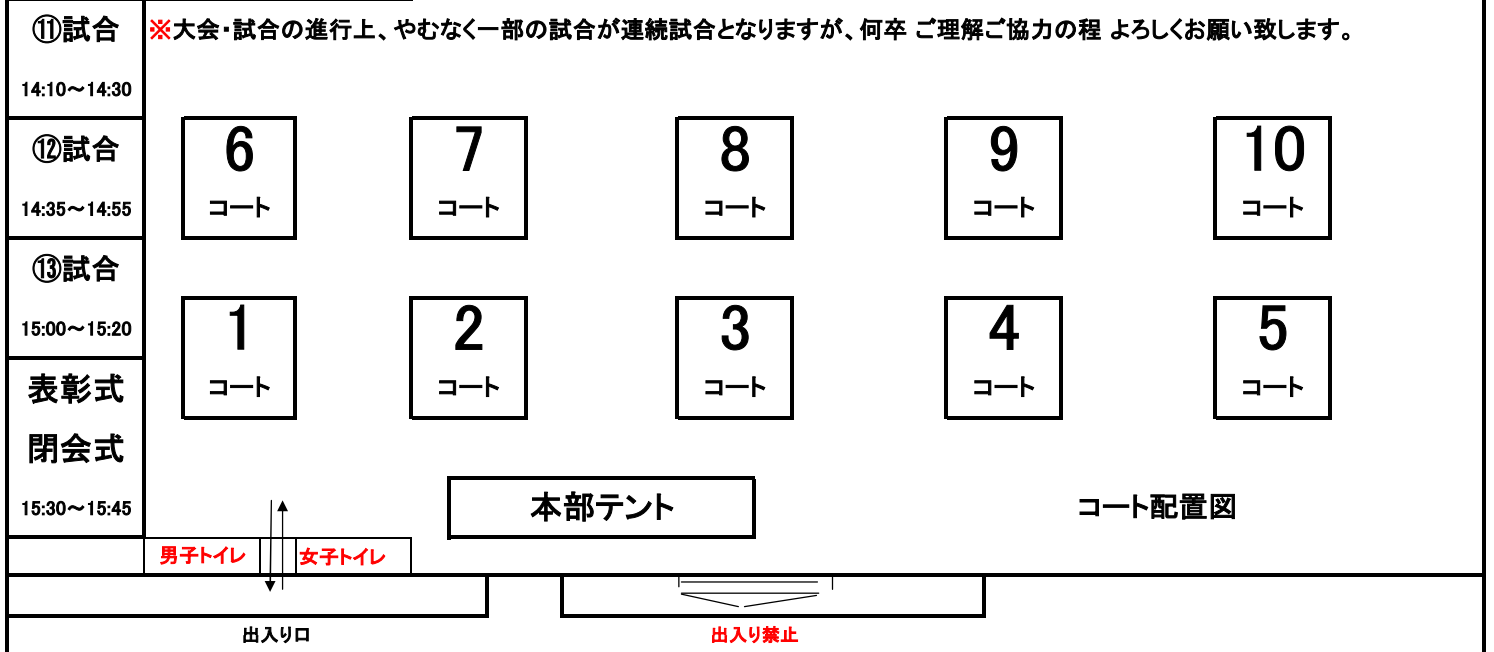 ⑪試合
14:10～14:30
※大会・試合の進行上、やむなく一部の試合が連続試合となりますが、何卒 ご理解ご協力の程 よろしくお願い致します。
⑫試合
14:35～14:55
6
コート
7
コート
8
コート
9
コート
10
コート
⑬試合
15:00～15:20
1
コート
2
コート
3
コート
4
コート
5
コート
表彰式
閉会式
15:30～15:45
本部テント
コート配置図
男子トイレ
女子トイレ
出入り口
出入り禁止